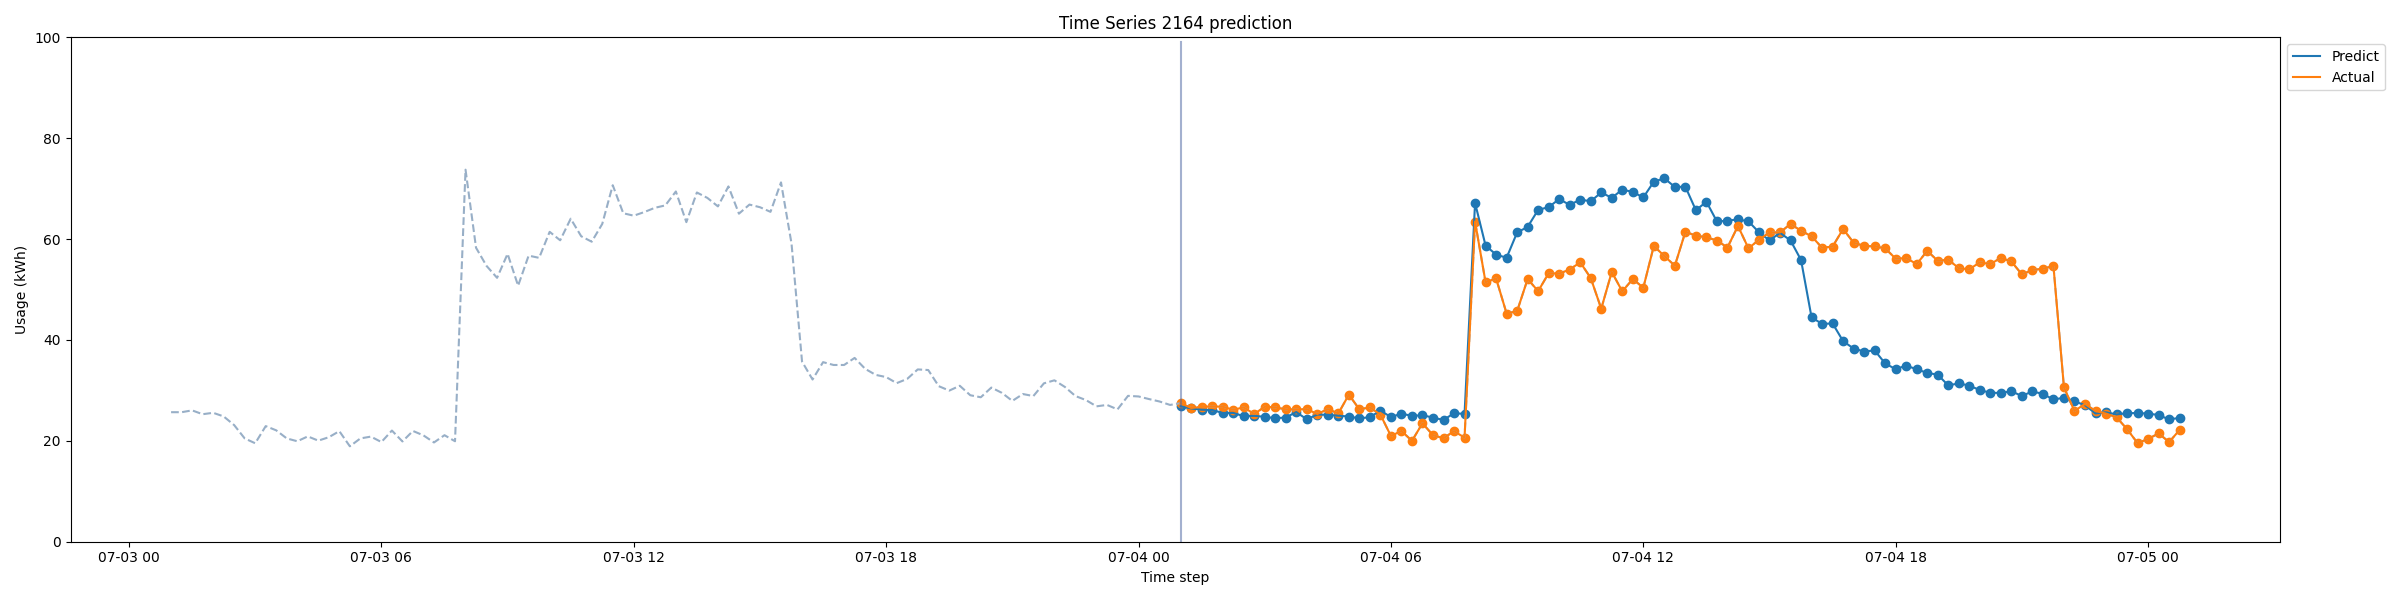 Time Series 2164 prediction
100
80
60
40
20
0
Usage (kWh)
Predict
Actual
07-03 00 07-03 06 07-03 12 07-03 18 07-04 00 07-04 06 07-04 12 07-04 18 07-05 00
Time step